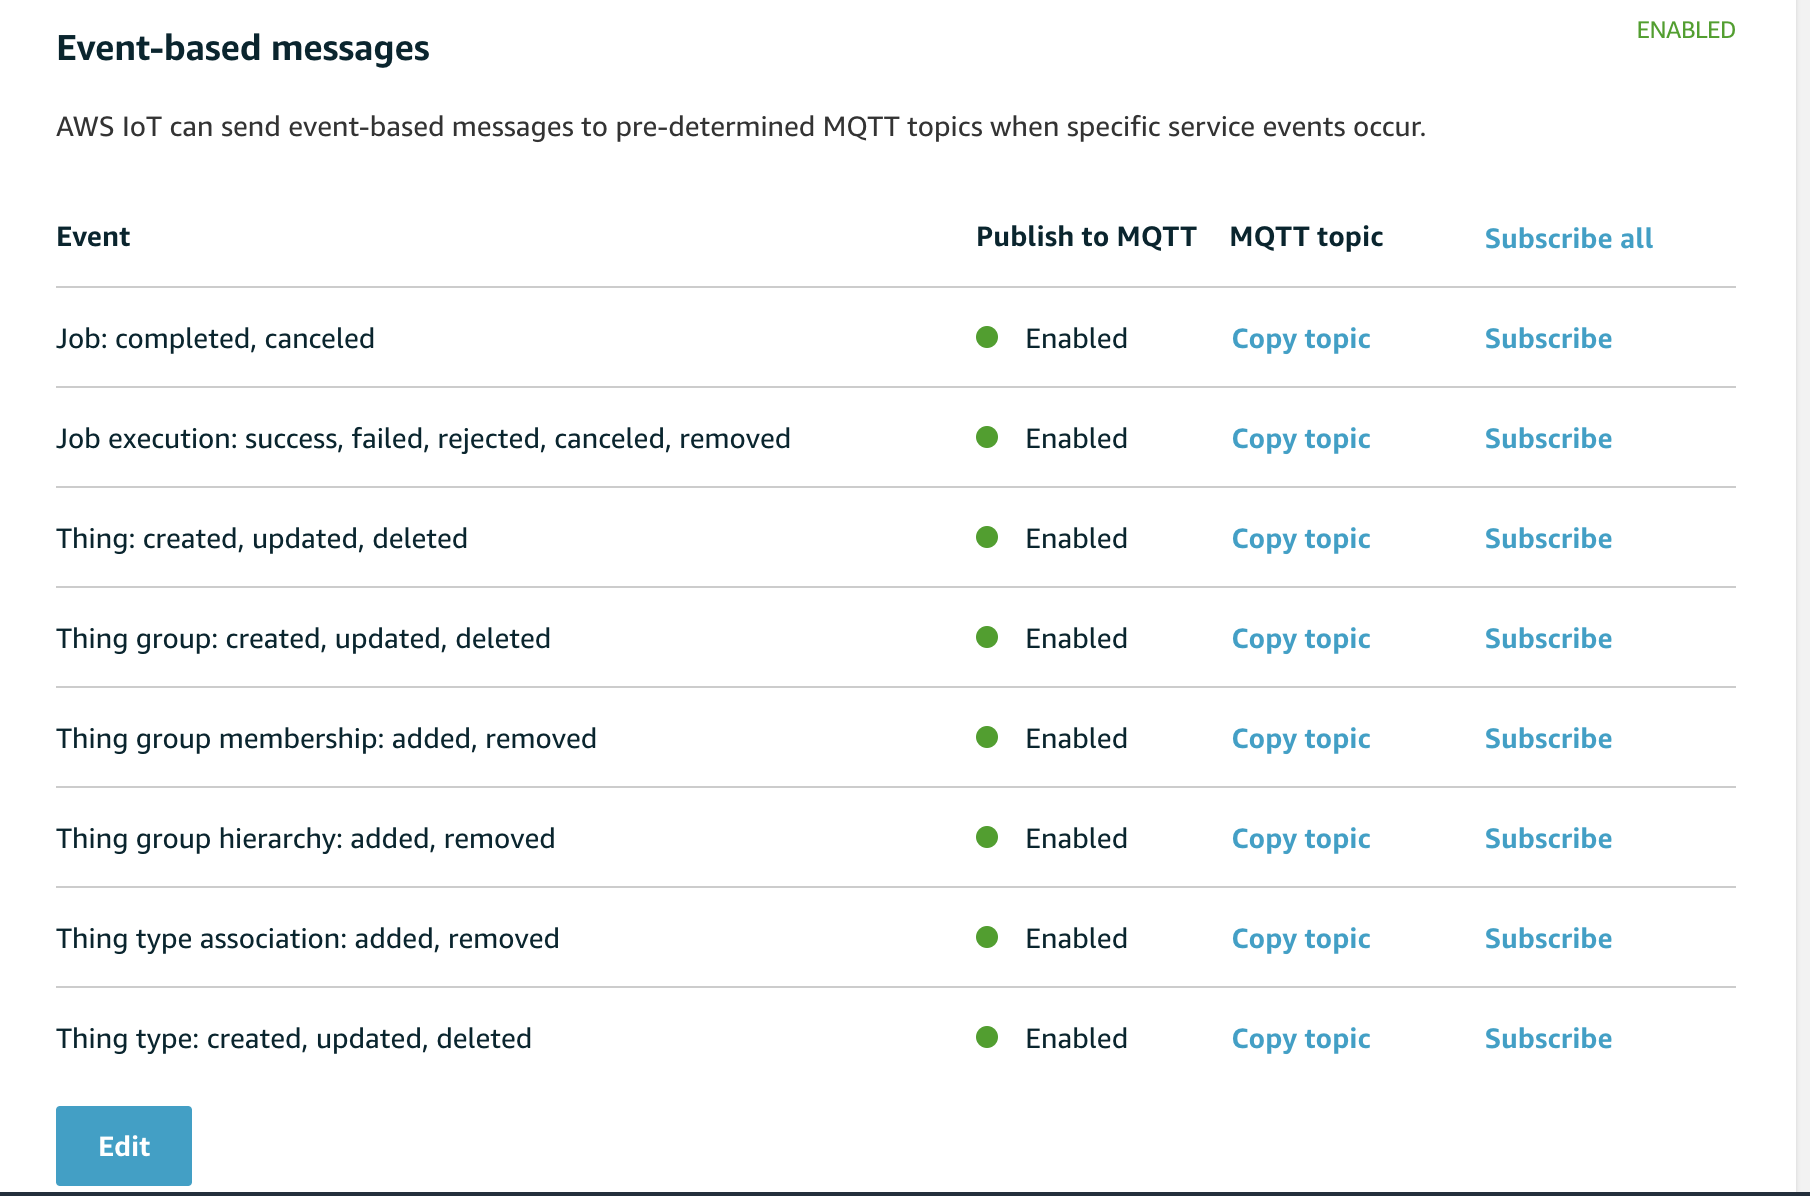 Event-based messages
ENABLED
AWS IoT can send event-based messages to pre-determined MQTT topics when specific service events occur.
Event Publish to MQTT MQTT topic Subscribe all
Job: completed, canceled Enabled Copy topic Subscribe
Job execution: success, failed, rejected, canceled, removed Enabled Copy topic Subscribe
Thing: created, updated, deleted Enabled Copy topic Subscribe
Thing group: created, updated, deleted Enabled Copy topic Subscribe
Thing group membership: added, removed Enabled Copy topic Subscribe
Thing group hierarchy: added, removed Enabled Copy topic Subscribe
Thing type association: added, removed Enabled Copy topic Subscribe
Thing type: created, updated, deleted Enabled Copy topic Subscribe
Edit